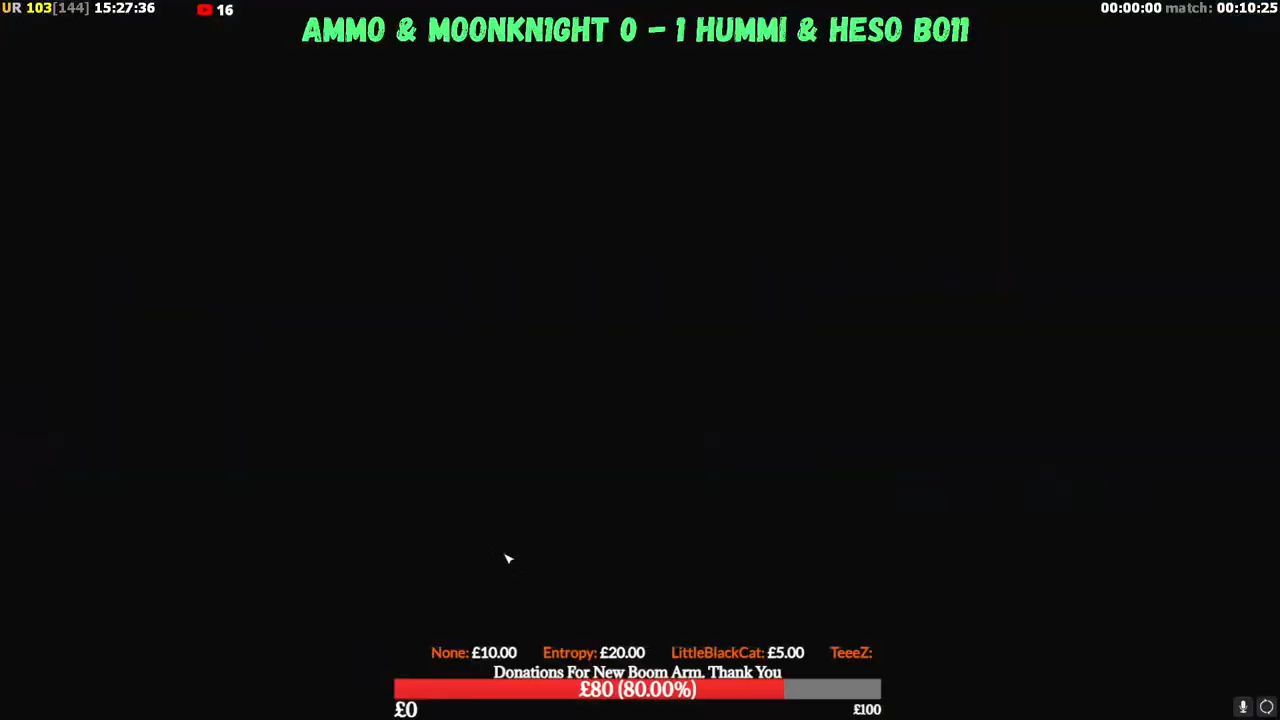 UR 103[144] 15:27:36 16
AMMO & MOONKN1GHT 0 - 1 HUMMI & HESO BO11
00:00:00 match: 00:10:25
None: £10.00 Entropy: £20.00 LittleBlackCat: £5.00 TeeeZ:
Donations For New Boom Arm. Thank You
£80 (80.00%)
£0 £100